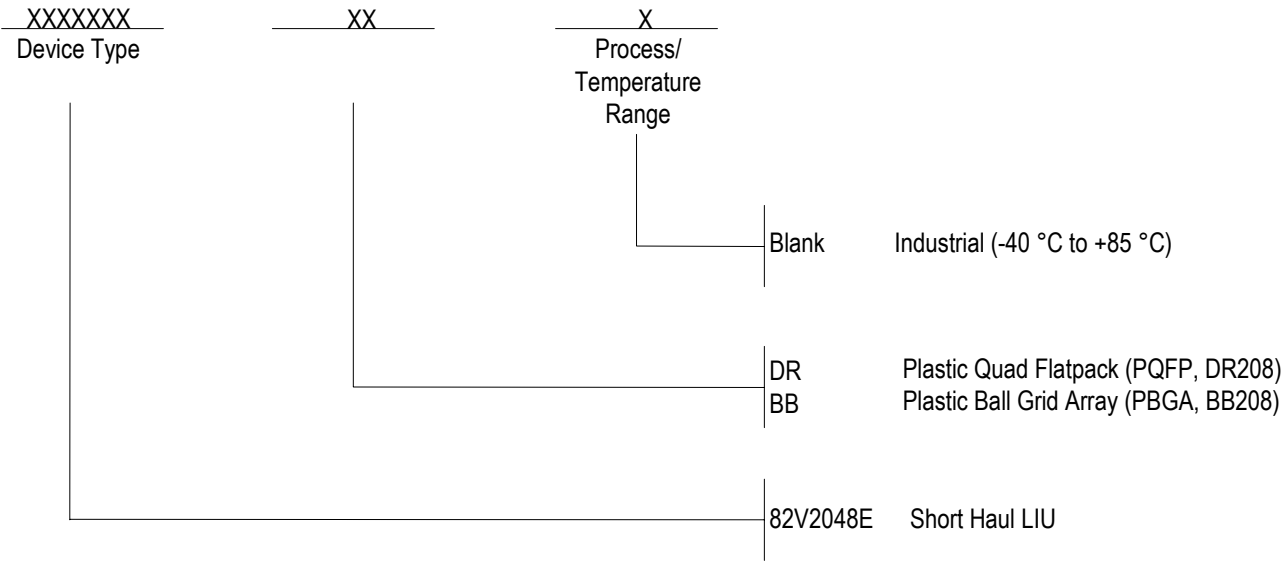 XXXXXXX XX X
Device Type Process/
Temperature
Range
Blank Industrial (-40 °C to +85 °C)
DR Plastic Quad Flatpack (PQFP, DR208)
BB Plastic Ball Grid Array (PBGA, BB208)
82V2048E Short Haul LIU